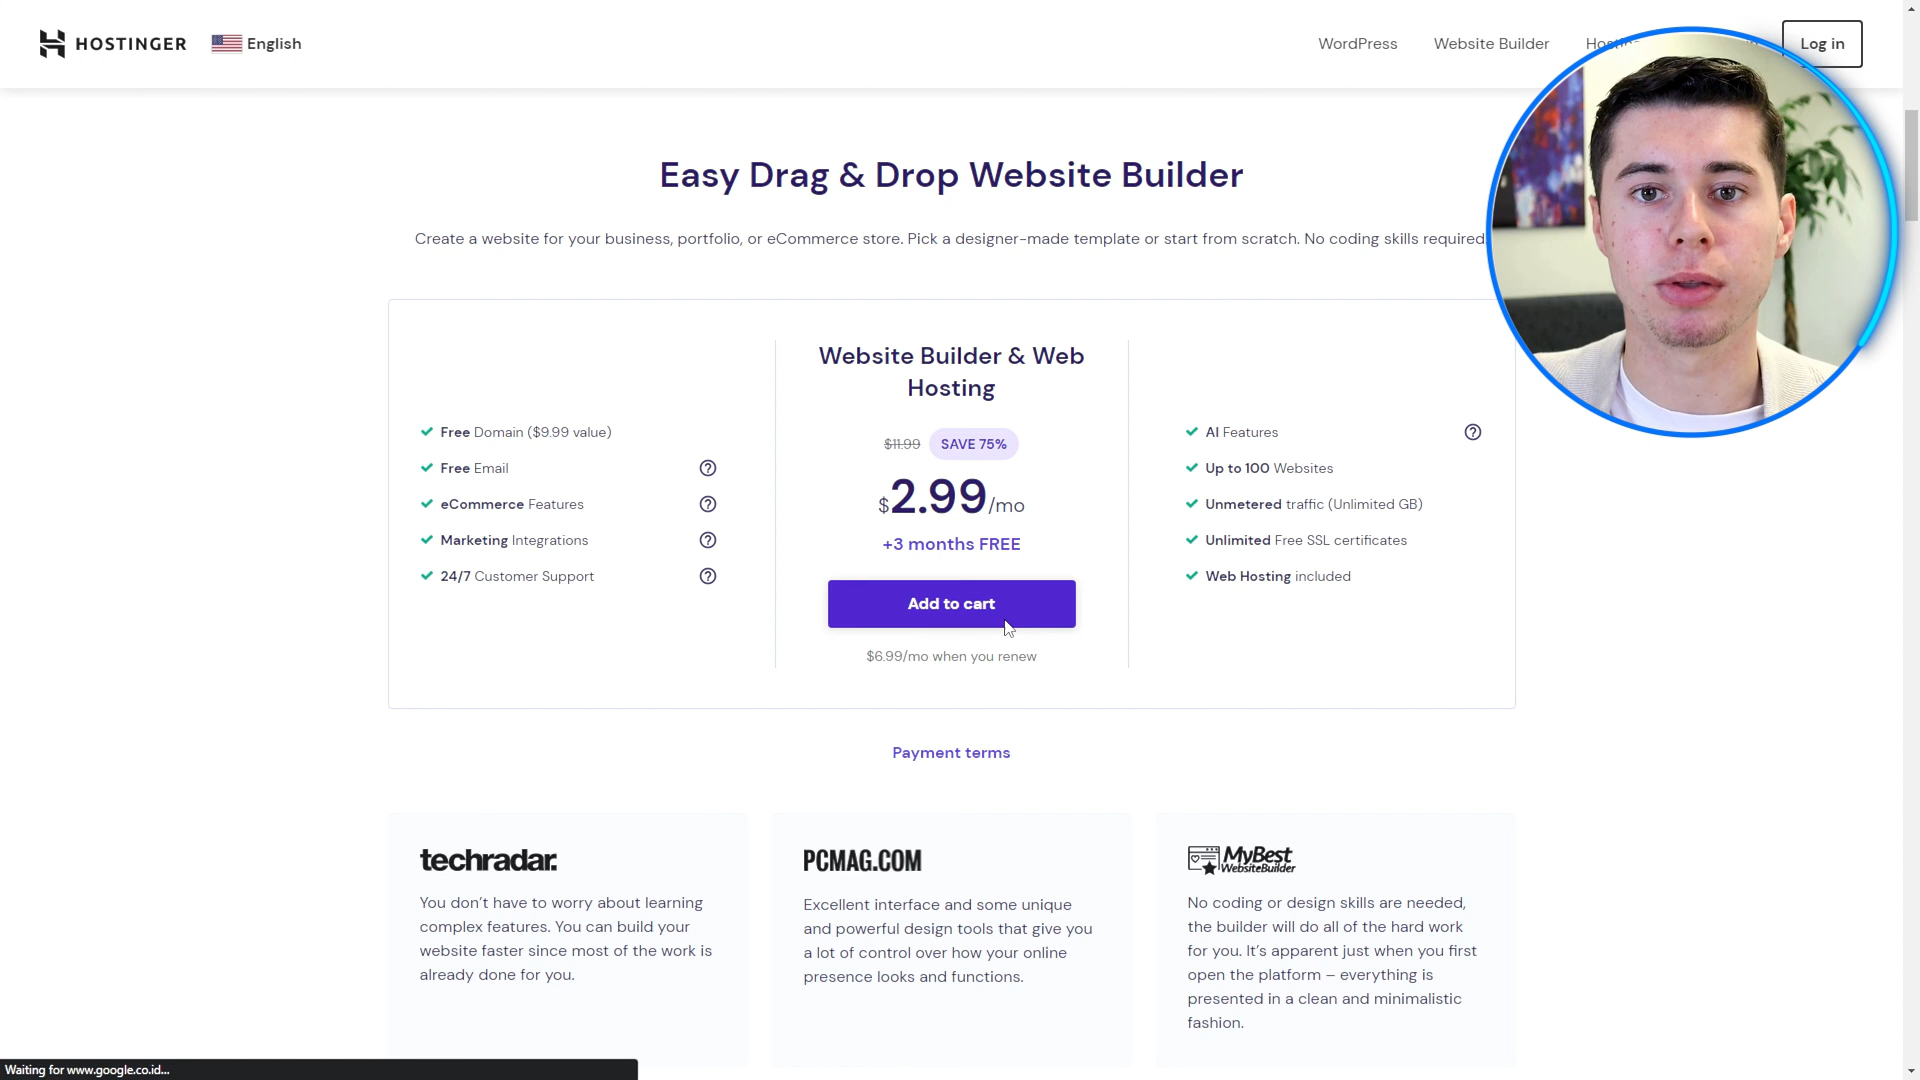 HOSTINGER
English
WordPress
Website Builder
Log in
Easy Drag & Drop Website Builder
Create a website for your business, portfolio, or eCommerce store. Pick a designer-made template or start from scratch. No coding skills required.
Website Builder & Web
Hosting
$11.99 SAVE 75%
$2.99/mo
+3 months FREE
Add to cart
$6.99/mo when you renew
Free Domain ($9.99 value)
Free Email
eCommerce Features
Marketing Integrations
24/7 Customer Support
AI Features
Up to 100 Websites
Unmetered traffic (Unlimited GB)
Unlimited Free SSL certificates
Web Hosting included
Payment terms
techradar.
You don't have to worry about learning
complex features. You can build your
website faster since most of the work is
already done for you.
PCMAG.COM
Excellent interface and some unique
and powerful design tools that give you
a lot of control over how your online
presence looks and functions.
MyBest
WebsiteBuilder
No coding or design skills are needed,
the builder will do all of the hard work
for you. It's apparent just when you first
open the platform – everything is
presented in a clean and minimalistic
fashion.
Waiting for www.google.co.id...